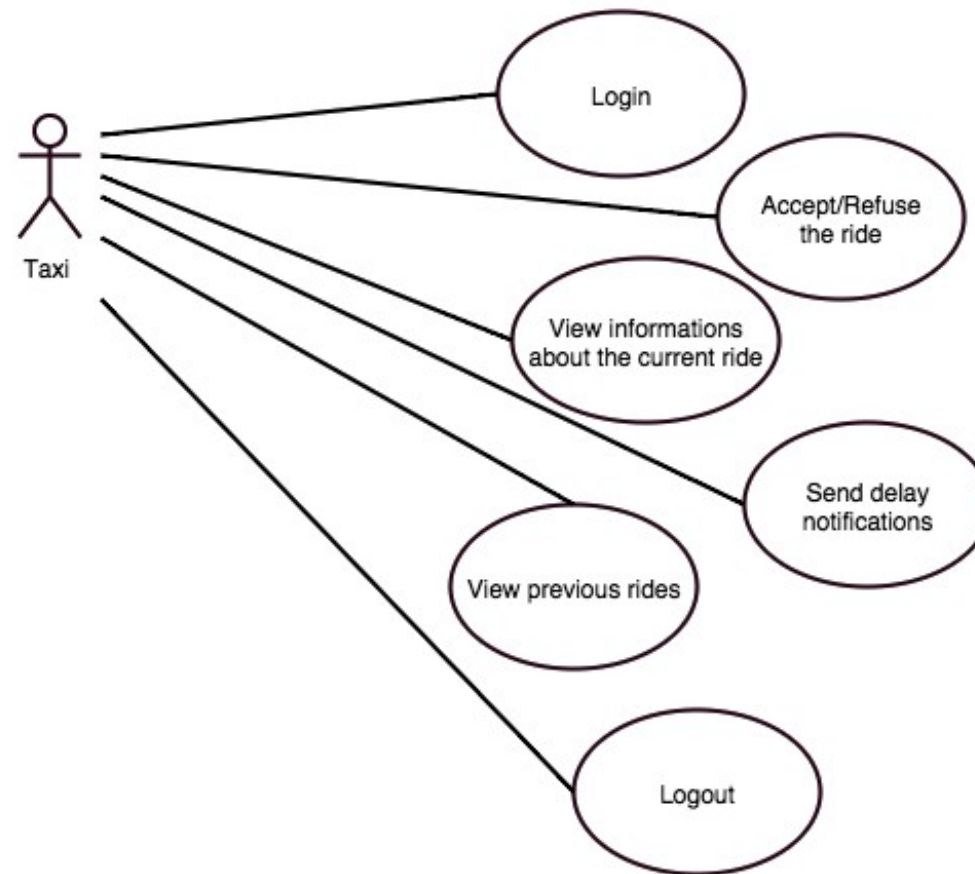 Login
Accept/Refuse
the ride
Taxi
View informations
about the current ride
Send delay
notifications
View previous rides
Logout